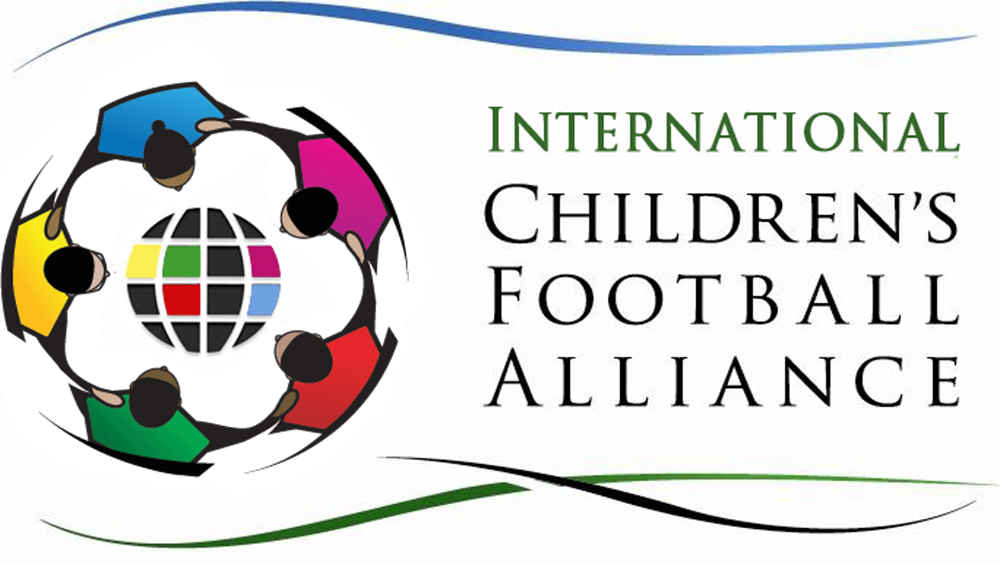 INTERNATIONAL
CHILDREN'S
FOOTBALL
ALLIANCE